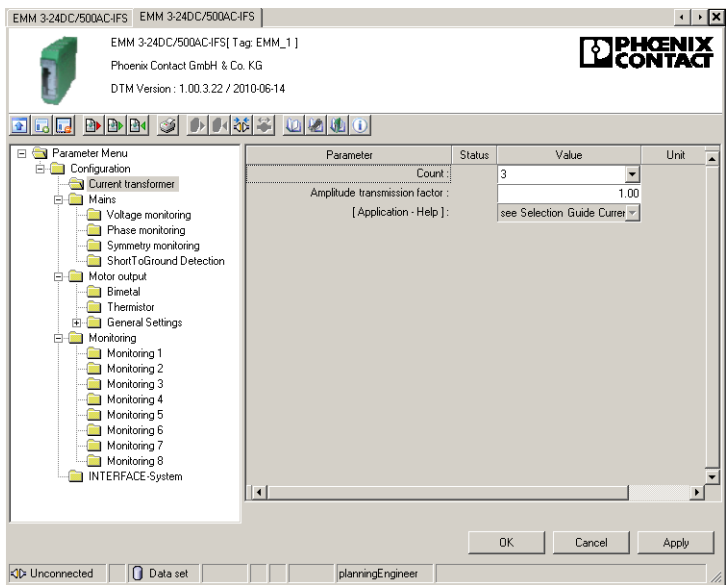 EMM 3-24DC/500AC-IFS EMM 3-24DC/500AC-IFS
EMM 3-24DC/500AC-IFS[ Tag: EMM_1 ]
Phoenix Contact GmbH & Co. KG
DTM Version : 1.00.3.22 / 2010-06-14
PHŒNIX
CONTACT
Parameter Menu
Configuration
Current transformer
Mains
Voltage monitoring
Phase monitoring
Symmetry monitoring
ShortToGround Detection
Motor output
Bimetal
Thermistor
General Settings
Monitoring
Monitoring 1
Monitoring 2
Monitoring 3
Monitoring 4
Monitoring 5
Monitoring 6
Monitoring 7
Monitoring 8
INTERFACE-System
Parameter Status Value Unit
Count : 3
Amplitude transmission factor : 1.00
[ Application - Help ] : see Selection Guide Curren
OK Cancel Apply
Unconnected Data set planningEngineer